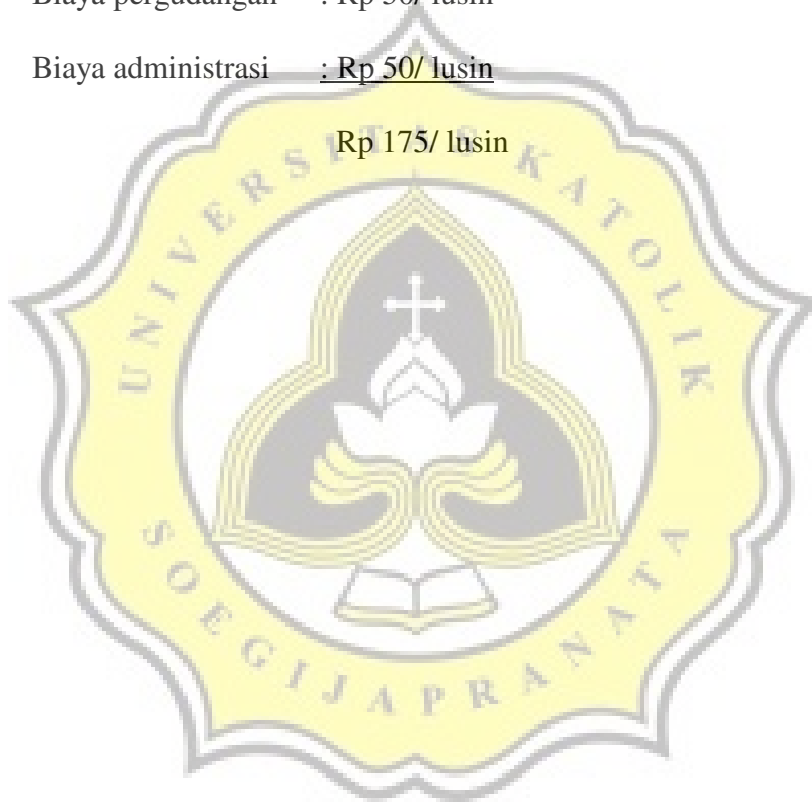 Biaya pergudangan : Rp 50/ lusin
Biaya administrasi : Rp 50/ lusin
Rp 175/ lusin
UNIVERSITAS KATOLIK
SOEGIJAPRANATA